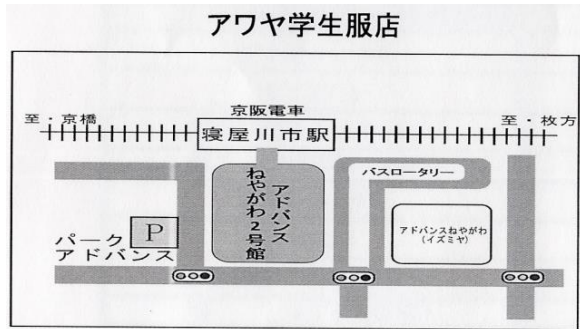 アワヤ学生服店
京阪電車
至・京橋
至・枚方
寝屋川市駅
バスロータリー
アドバンス
ねやがわ2号館
アドバンスねやがわ
(イズミヤ)
P
パーク
アドバンス